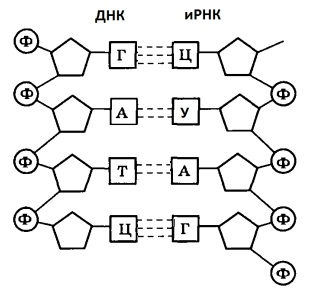 ДНК иРНК
Ф Г Ц
Ф А У Ф
Ф Т А Ф
Ф Ц Г Ф
Ф